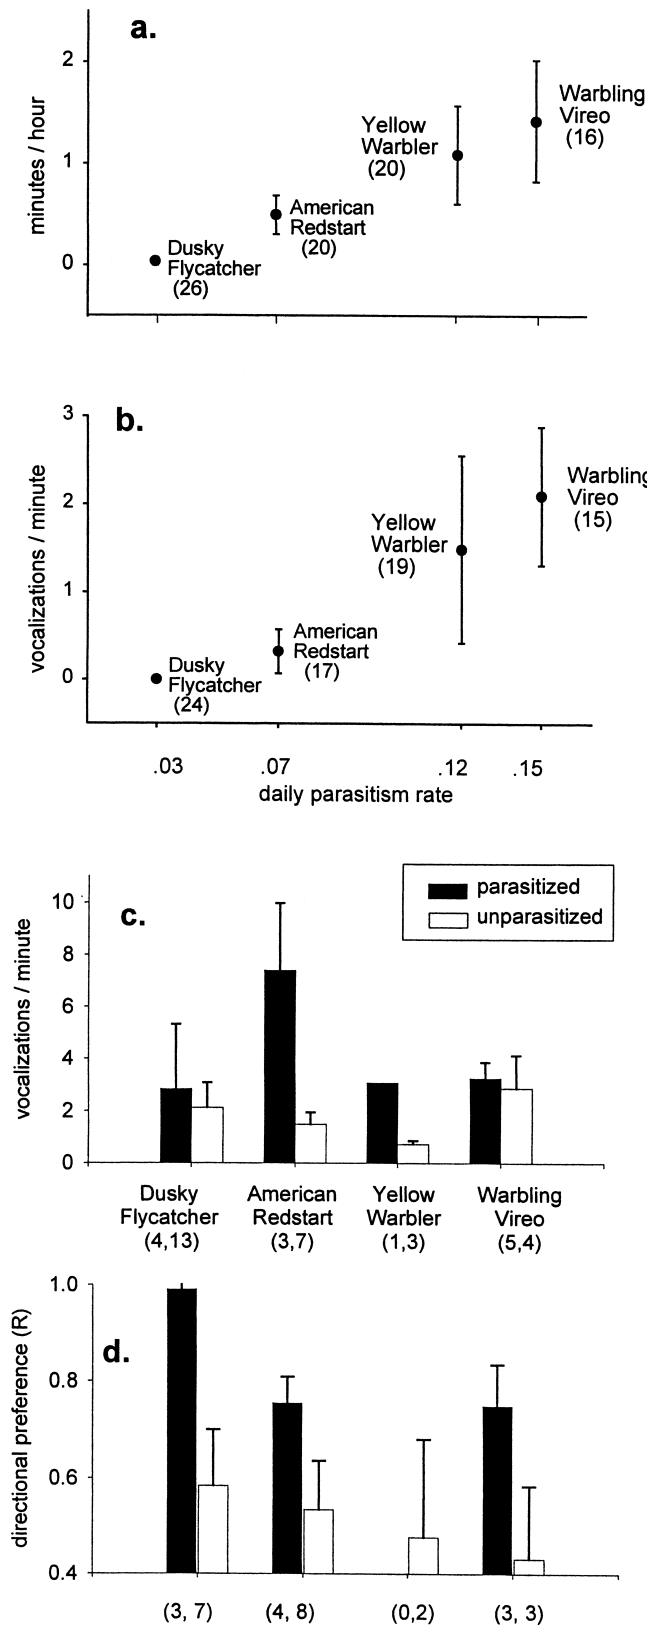 a.
2
1
0
minutes / hour
Dusky
Flycatcher
(26)
American
Redstart
(20)
Yellow
Warbler
(20)
Warbling
Vireo
(16)
b.
3
2
1
0
vocalizations / minute
Dusky
Flycatcher
(24)
American
Redstart
(17)
Yellow
Warbler
(19)
Warbling
Vireo
(15)
.03 .07 .12 .15
daily parasitism rate
c.
parasitized
unparasitized
10
8
6
4
2
0
vocalizations / minute
Dusky
Flycatcher
(4,13)
American
Redstart
(3,7)
Yellow
Warbler
(1,3)
Warbling
Vireo
(5,4)
d.
1.0
0.8
0.6
0.4
directional preference (R)
(3, 7) (4, 8) (0,2) (3, 3)